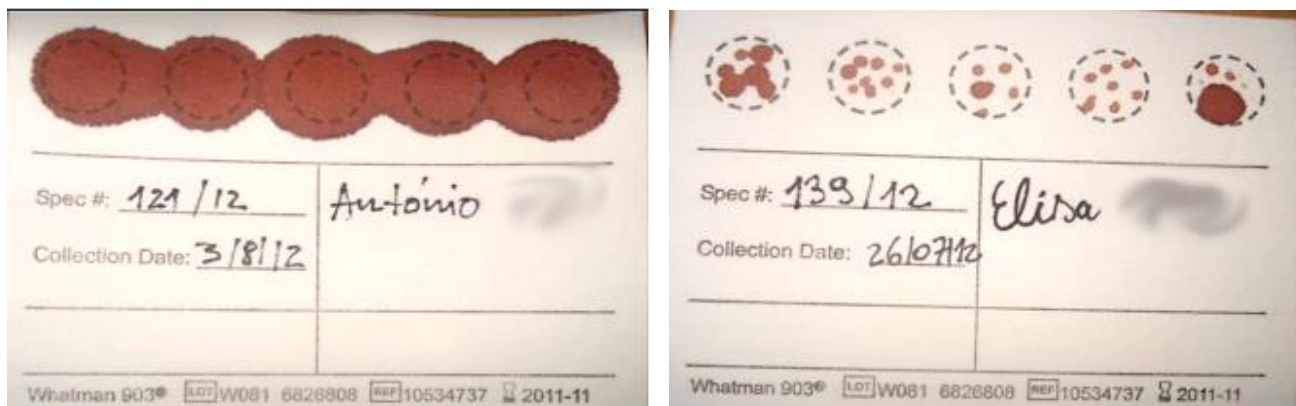 Spec #: 121/12
António
Collection Date: 3/8/12
Whatman 903® LOT W081 6826808 REF 10534737 2011-11
Spec #: 139/12
Elisa
Collection Date: 26/07/12
Whatman 903® LOT W081 6826808 REF 10534737 2011-11